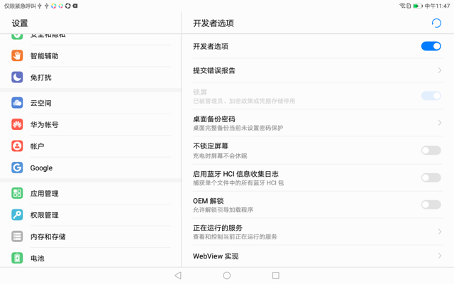 仅限紧急呼叫
中午11:47
设置
开发者选项
安全和隐私
智能辅助
免打扰
云空间
华为帐号
帐户
Google
应用管理
权限管理
内存和存储
电池
开发者选项
提交错误报告
锁屏
已被管理员、加密政策或凭据存储停用
桌面备份密码
桌面完整备份当前未设置密码保护
不锁定屏幕
充电时屏幕不会休眠
启用蓝牙 HCI 信息收集日志
捕获单个文件中的所有蓝牙 HCI 包
OEM 解锁
允许解锁引导加载程序
正在运行的服务
查看和控制当前正在运行的服务
WebView 实现